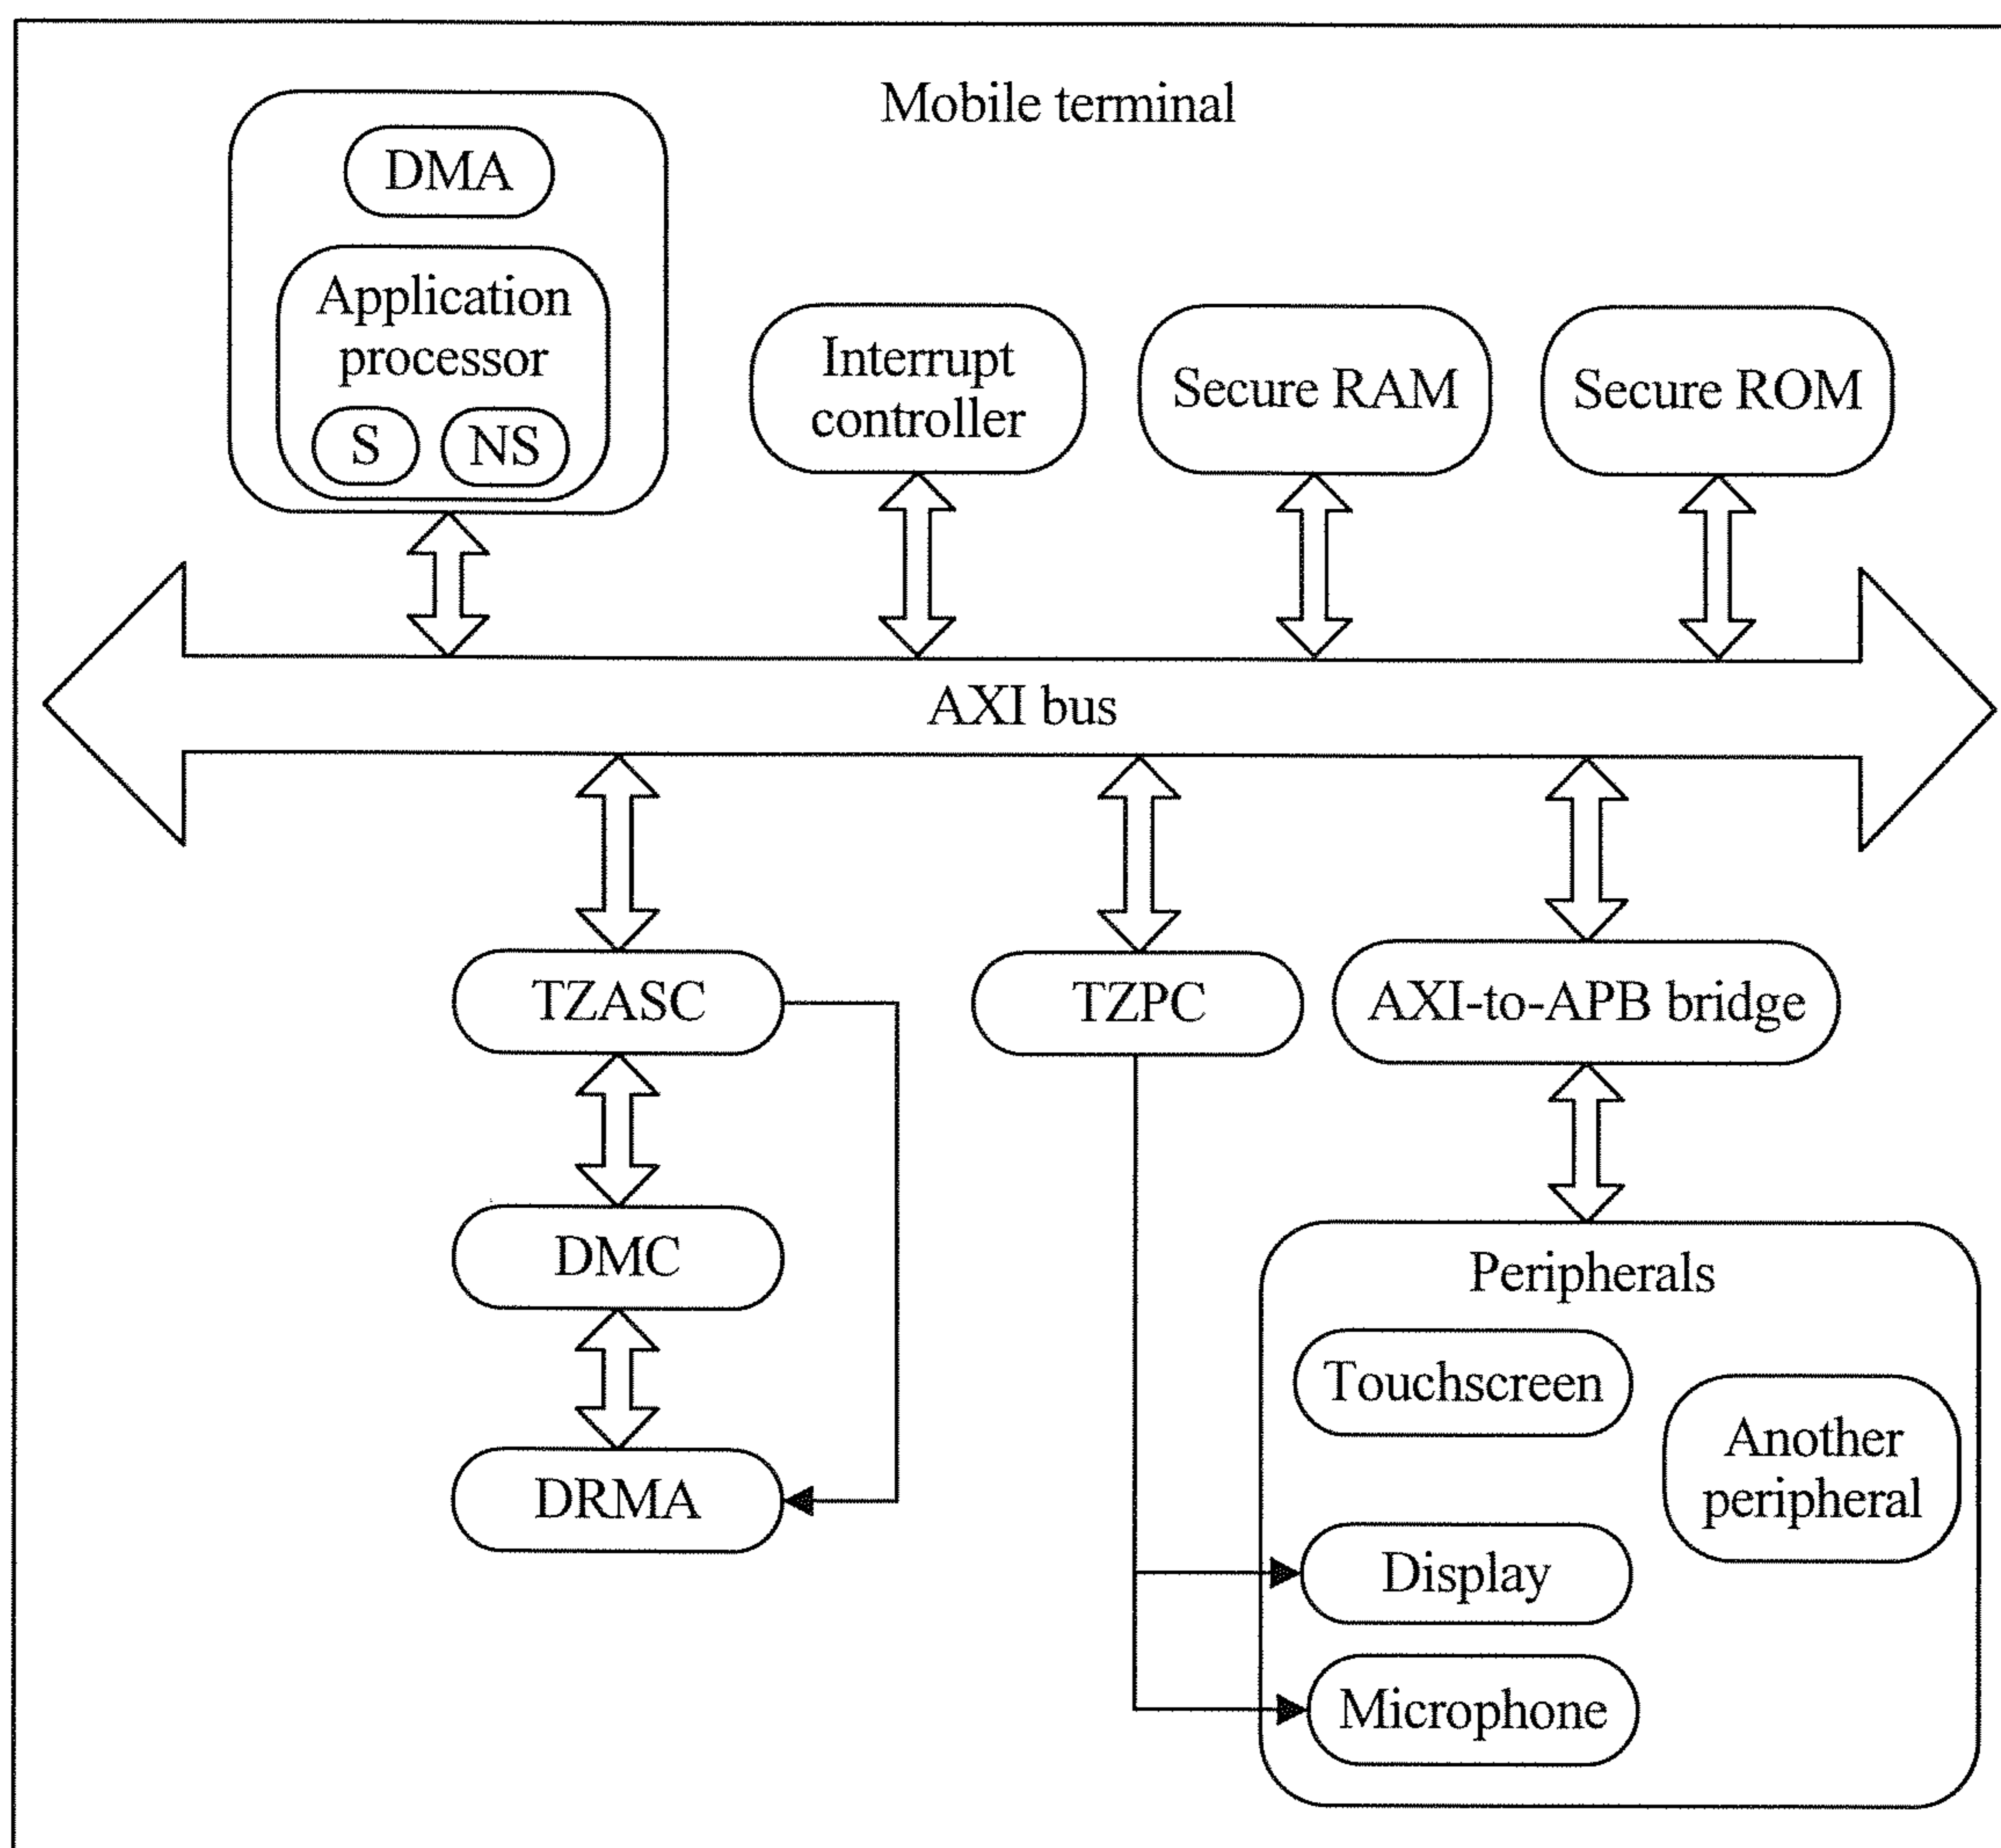 Mobile terminal
DMA
Application
processor
S
NS
Interrupt
controller
Secure RAM
Secure ROM
AXI bus
TZASC
TZPC
AXI-to-APB bridge
DMC
DRMA
Peripherals
Touchscreen
Another
peripheral
Display
Microphone